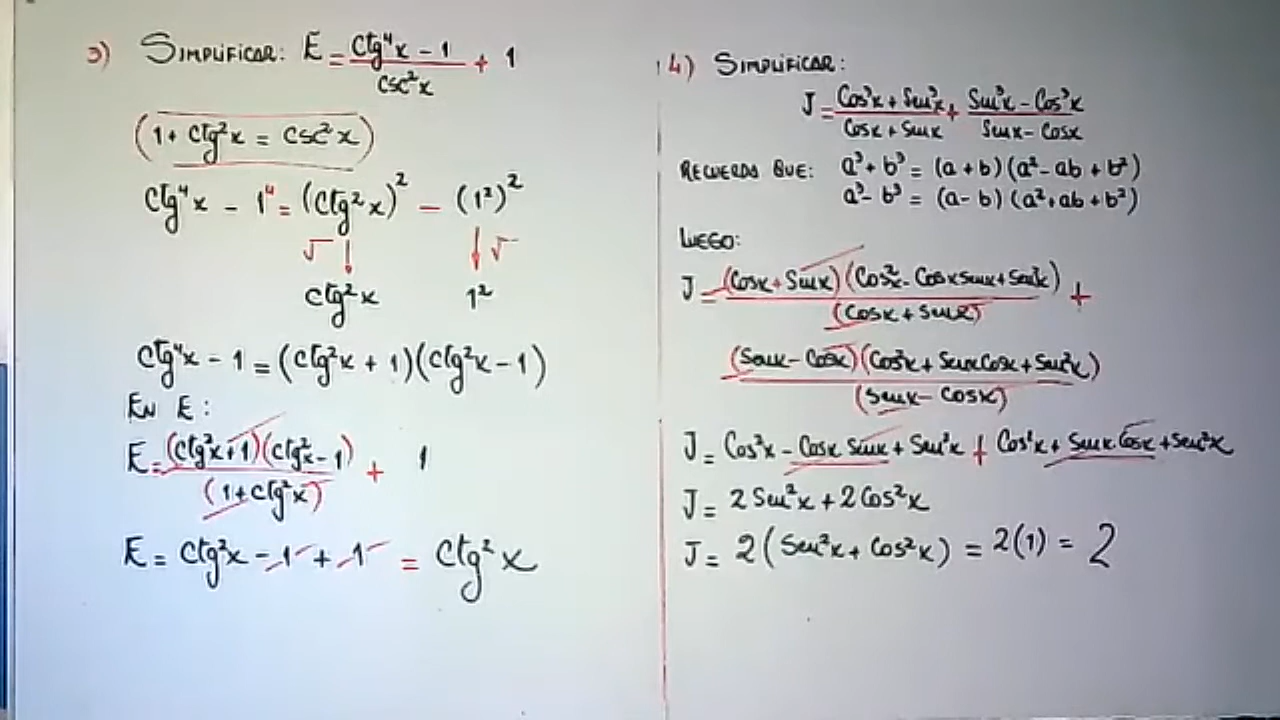 3) SIMPLIFICAR: E = (Ctg⁴x - 1)/(csc²x) + 1
(1 + Ctg²x = Csc²x)
Ctg⁴x - 1⁴ = (Ctg²x)² - (1²)²
√ ↓ ↓ √
Ctg²x 1²
Ctg⁴x - 1 = (Ctg²x + 1)(Ctg²x - 1)
EN E:
E = (Ctg²x + 1)(Ctg²x - 1)/(1 + Ctg²x) + 1
E = Ctg²x - 1 + 1 = Ctg²x
4) SIMPLIFICAR:
J = (Cos³x + Sen³x)/(Cosx + Senx) + (Sen³x - Cos³x)/(Senx - Cosx)
RECUERDA QUE: a³ + b³ = (a + b)(a² - ab + b²)
a³ - b³ = (a - b)(a² + ab + b²)
LUEGO:
J = (Cosx + Senx)(Cos²x - Cosx Senx + Sen²x)/(Cosx + Senx) +
(Senx - Cosx)(Cos²x + Senx Cosx + Sen²x)/(Senx - Cosx)
J = Cos²x - Cosx Senx + Sen²x + Cos²x + Senx Cosx + Sen²x
J = 2 Sen²x + 2 Cos²x
J = 2(Sen²x + Cos²x) = 2(1) = 2